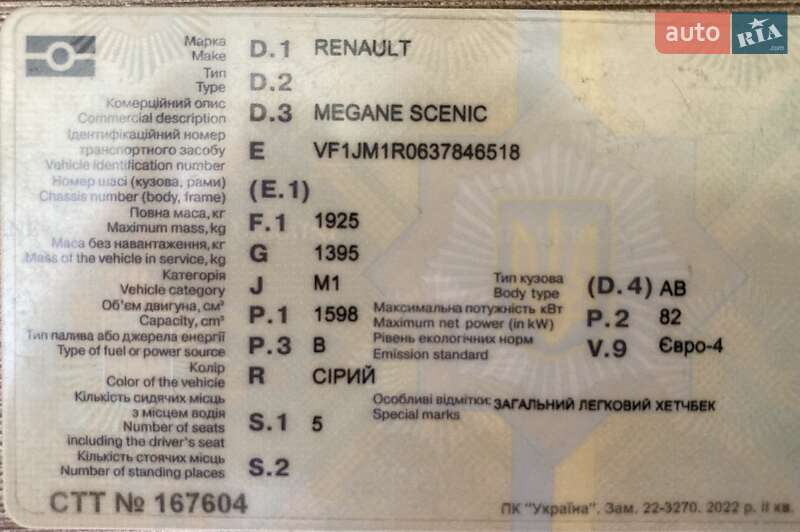 auto RIA
Марка
Make D.1 RENAULT
Тип
Type D.2
Комерційний опис
Commercial description D.3 MEGANE SCENIC
Ідентифікаційний номер
транспортного засобу
Vehicle identification number E VF1JM1R0637846518
Номер шасі (кузова, рами)
Chassis number (body, frame) (E.1)
Повна маса, кг
Maximum mass, kg F.1 1925
Маса без навантаження, кг
Mass of the vehicle in service, kg G 1395
Категорія
Vehicle category J M1
Тип кузова
Body type (D.4) AB
Об'єм двигуна, см³
Capacity, cm³ P.1 1598
Максимальна потужність кВт
Maximum net power (in kW) P.2 82
Тип палива або джерела енергії
Type of fuel or power source P.3 B
Рівень екологічних норм
Emission standard V.9 Євро-4
Колір
Color of the vehicle R СІРИЙ
Кількість сидячих місць
з місцем водія
Number of seats
including the driver's seat S.1 5
Особливі відмітки: ЗАГАЛЬНИЙ ЛЕГКОВИЙ ХЕТЧБЕК
Special marks
Кількість стоячих місць
Number of standing places S.2
СТТ № 167604
ПК "Україна". Зам. 22-3270. 2022 р. II кв.